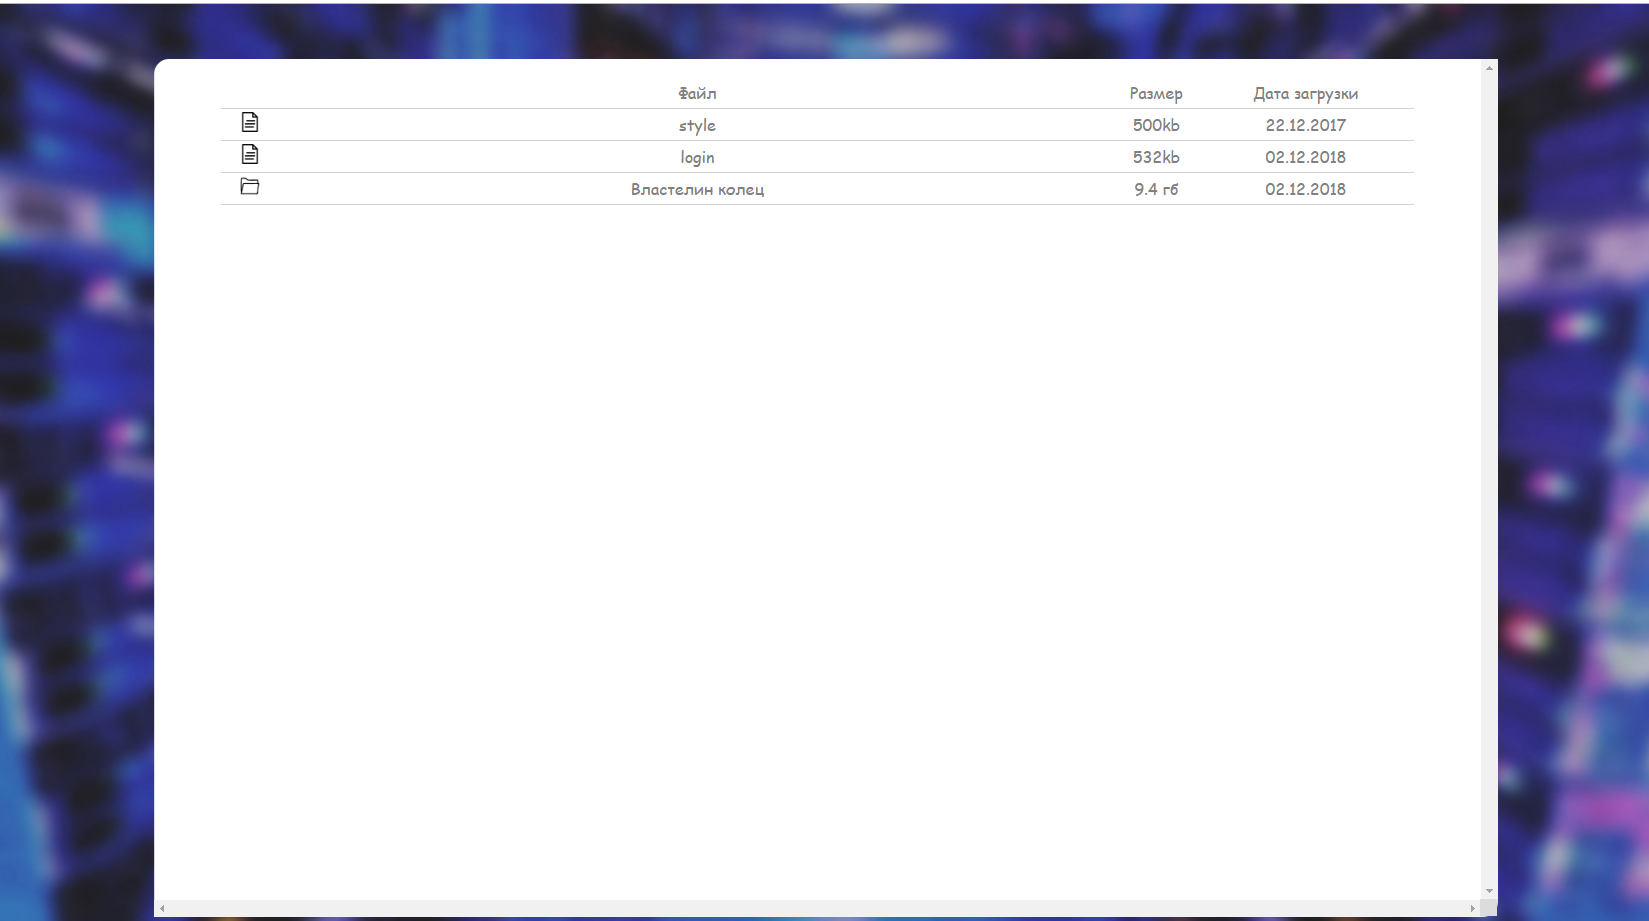 Файл Размер Дата загрузки
style 500kb 22.12.2017
login 532kb 02.12.2018
Властелин колец 9.4 гб 02.12.2018